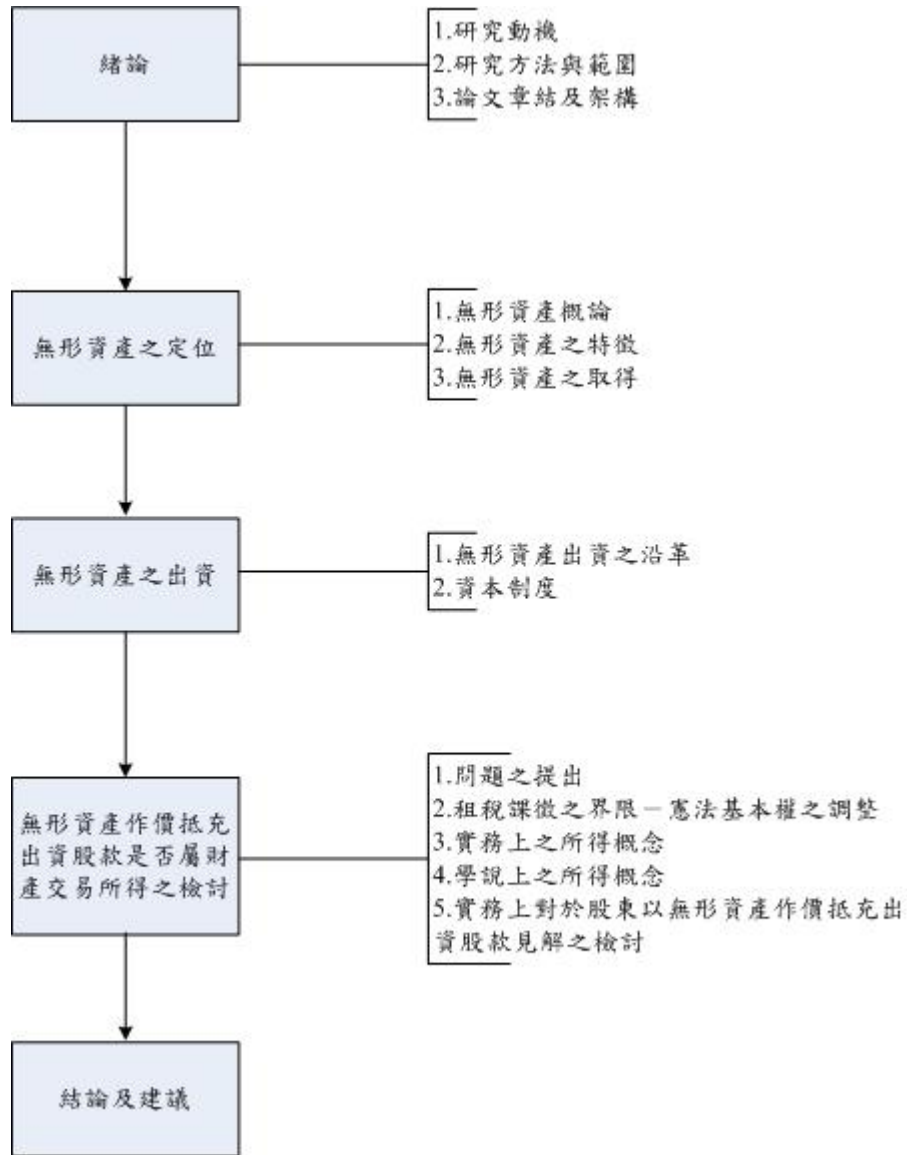 緒論
1.研究動機
2.研究方法與範圍
3.論文章結及架構
無形資產之定位
1.無形資產概論
2.無形資產之特徵
3.無形資產之取得
無形資產之出資
1.無形資產出資之沿革
2.資本制度
無形資產作價抵充
出資股款是否屬財
產交易所得之檢討
1.問題之提出
2.租稅課徵之界限－憲法基本權之調整
3.實務上之所得概念
4.學說上之所得概念
5.實務上對於股東以無形資產作價抵充出
資股款見解之檢討
結論及建議